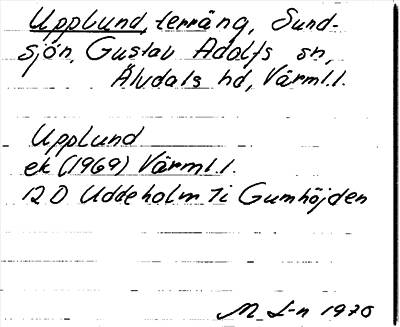 Upplund, terräng, Sund-
sjön, Gustav Adolfs sn,
Älvdals hd, Värml.l.
Upplund
ek (1969) Värml.l.
12 D Uddeholm 7i Gumhöjden
M L-n 1970